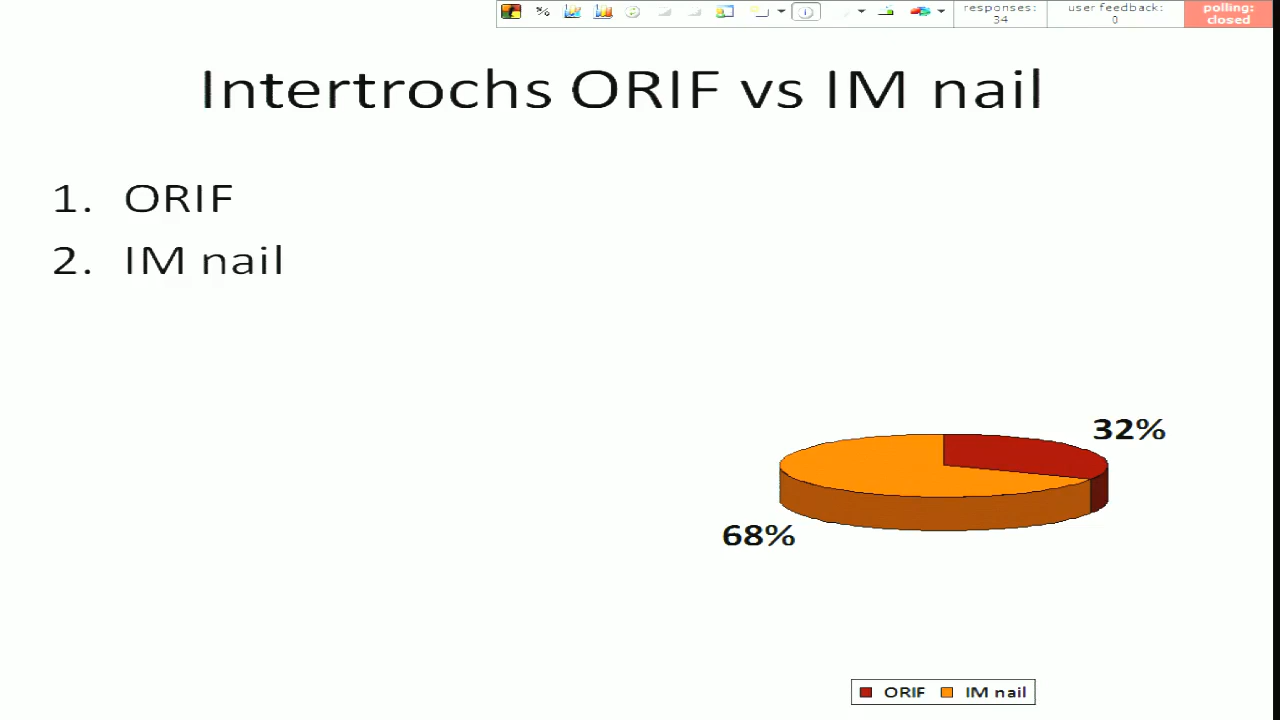 responses: 34
user feedback: 0
polling: closed
Intertrochs ORIF vs IM nail
1. ORIF
2. IM nail
32%
68%
ORIF IM nail